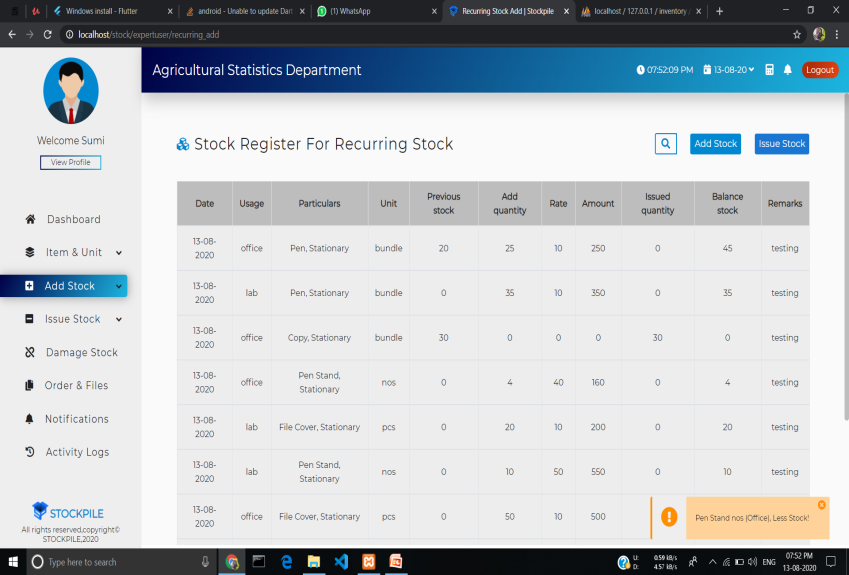 Windows install - Flutter
android - Unable to update Dart
(1) WhatsApp
Recurring Stock Add | Stockpile
localhost / 127.0.0.1 / inventory
localhost/stock/expertuser/recurring_add
Agricultural Statistics Department
07:52:09 PM
13-08-20
Logout
Welcome Sumi
View Profile
Dashboard
Item & Unit
Add Stock
Issue Stock
Damage Stock
Order & Files
Notifications
Activity Logs
STOCKPILE
All rights reserved.copyright©
STOCKPILE,2020
Stock Register For Recurring Stock
Add Stock
Issue Stock
Date Usage Particulars Unit Previous stock Add quantity Rate Amount Issued quantity Balance stock Remarks
13-08-2020 office Pen, Stationary bundle 20 25 10 250 0 45 testing
13-08-2020 lab Pen, Stationary bundle 0 35 10 350 0 35 testing
13-08-2020 office Copy, Stationary bundle 30 0 0 0 30 0 testing
13-08-2020 office Pen Stand, Stationary nos 0 4 40 160 0 4 testing
13-08-2020 lab File Cover, Stationary pcs 0 20 10 200 0 20 testing
13-08-2020 lab Pen Stand, Stationary nos 0 10 50 550 0 10 testing
13-08-2020 office File Cover, Stationary pcs 0 50 10 500
Pen Stand nos (Office), Less Stock!
Type here to search
U: 0.59 kB/s
D: 4.57 kB/s
ENG
07:52 PM
13-08-2020